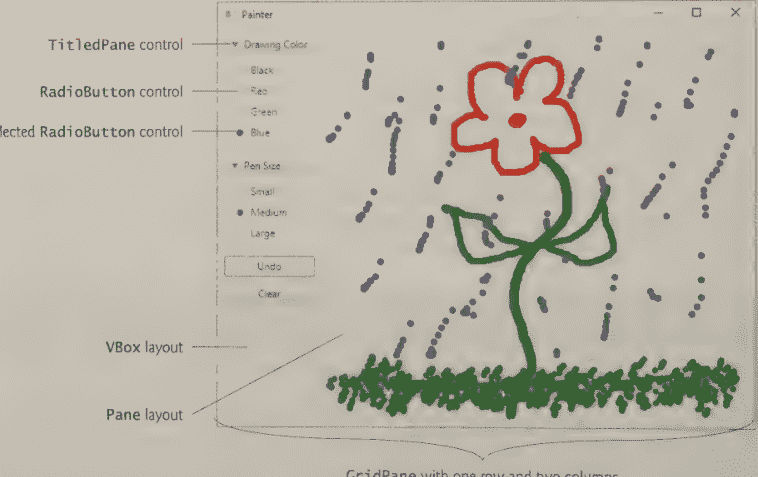 Painter
TitledPane control
Drawing Color
Black
RadioButton control
Red
Green
RadioButton control
Blue
Pen Size
Small
Medium
Large
Undo
Clear
VBox layout
Pane layout
GridPane with one row and two columns